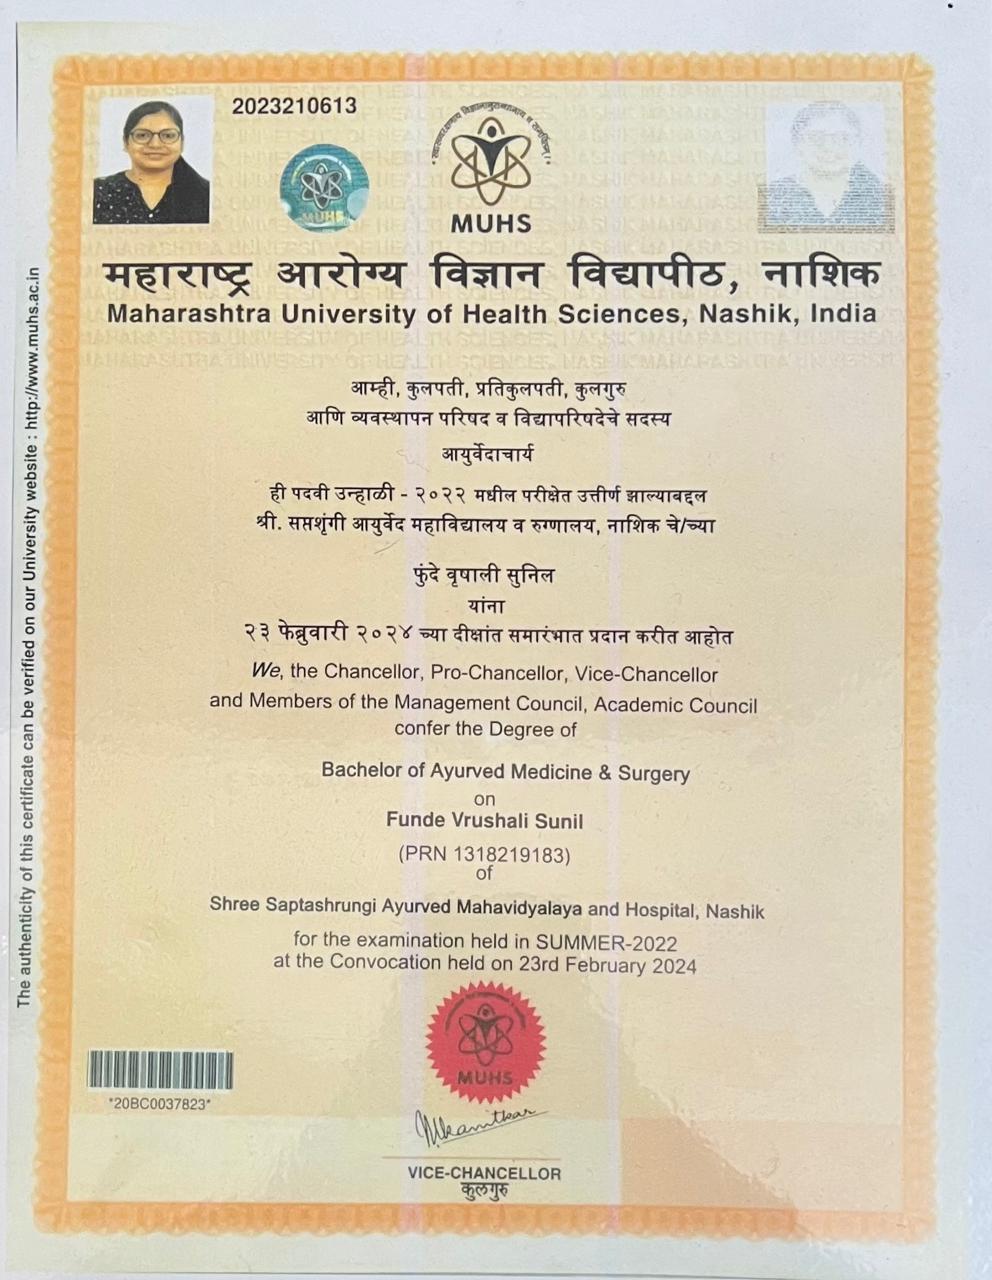 2023210613
MUHS
MUHS
महाराष्ट्र आरोग्य विज्ञान विद्यापीठ, नाशिक
Maharashtra University of Health Sciences, Nashik, India
आम्ही, कुलपती, प्रतिकुलपती, कुलगुरु
आणि व्यवस्थापन परिषद व विद्यापरिषदेचे सदस्य
आयुर्वेदाचार्य
ही पदवी उन्हाळी - २०२२ मधील परीक्षेत उत्तीर्ण झाल्याबद्दल
श्री. सप्तशृंगी आयुर्वेद महाविद्यालय व रुग्णालय, नाशिक चे/च्या
फुंदे वृषाली सुनिल
यांना
२३ फेब्रुवारी २०२४ च्या दीक्षांत समारंभात प्रदान करीत आहोत
We, the Chancellor, Pro-Chancellor, Vice-Chancellor
and Members of the Management Council, Academic Council
confer the Degree of
Bachelor of Ayurved Medicine & Surgery
on
Funde Vrushali Sunil
(PRN 1318219183)
of
Shree Saptashrungi Ayurved Mahavidyalaya and Hospital, Nashik
for the examination held in SUMMER-2022
at the Convocation held on 23rd February 2024
MUHS
*20BC0037823*
VICE-CHANCELLOR
कुलगुरु
The authenticity of this certificate can be verified on our University website : http://www.muhs.ac.in